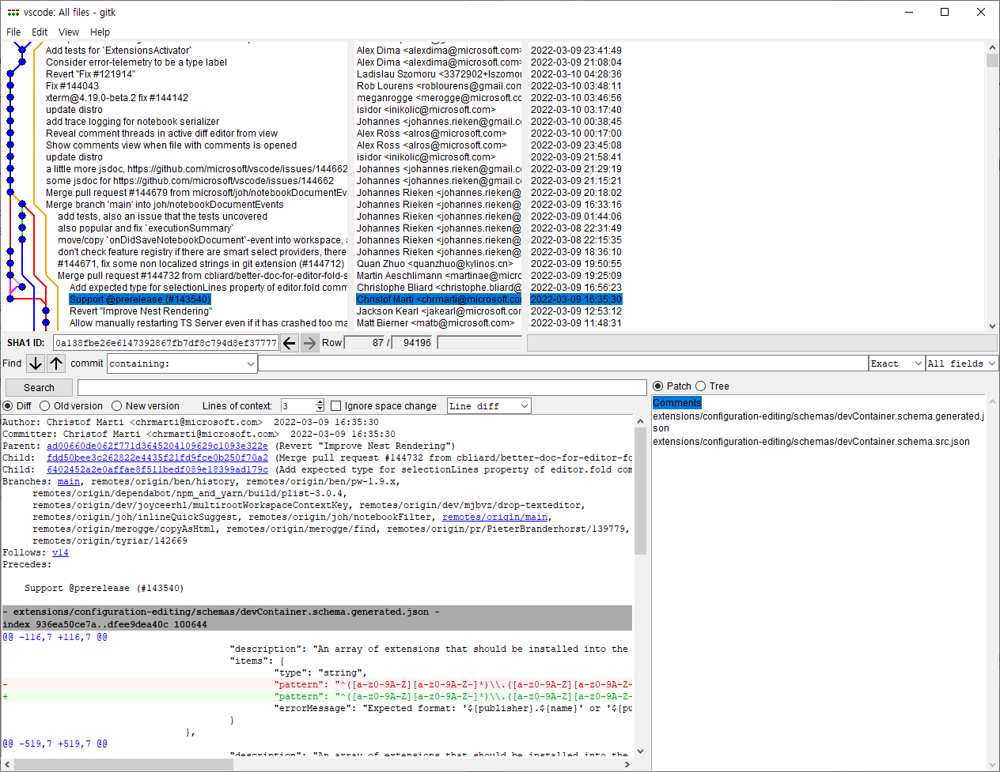 vscode: All files - gitk
File Edit View Help
Add tests for `ExtensionsActivator` Alex Dima <alexdima@microsoft.com> 2022-03-09 23:41:49
Consider error-telemetry to be a type label Alex Dima <alexdima@microsoft.com> 2022-03-09 21:08:04
Revert "Fix #121914" Ladislau Szomoru <3372902+lszomor 2022-03-10 04:28:36
Fix #144043 Rob Lourens <roblourens@gmail.com 2022-03-10 03:48:11
xterm@4.19.0-beta.2 fix #144142 meganrogge <merogge@microsoft.co 2022-03-10 03:46:56
update distro isidor <inikolic@microsoft.com> 2022-03-10 03:17:40
add trace logging for notebook serializer Johannes <johannes.rieken@gmail.c 2022-03-10 00:38:45
Reveal comment threads in active diff editor from view Alex Ross <alros@microsoft.com> 2022-03-10 00:17:00
Show comments view when file with comments is opened Alex Ross <alros@microsoft.com> 2022-03-09 23:45:08
update distro isidor <inikolic@microsoft.com> 2022-03-09 21:58:41
a little more jsdoc, https://github.com/microsoft/vscode/issues/144662 Johannes <johannes.rieken@gmail.c 2022-03-09 21:29:19
some jsdoc for https://github.com/microsoft/vscode/issues/144662 Johannes <johannes.rieken@gmail.c 2022-03-09 21:15:21
Merge pull request #144679 from microsoft/joh/notebookDocumentEv Johannes Rieken <johannes.rieken@ 2022-03-09 20:18:02
Merge branch 'main' into joh/notebookDocumentEvents Johannes Rieken <johannes.rieken@ 2022-03-09 16:33:16
add tests, also an issue that the tests uncovered Johannes Rieken <johannes.rieken@ 2022-03-09 01:44:06
also popular and fix `executionSummary` Johannes Rieken <johannes.rieken@ 2022-03-08 22:31:49
move/copy `onDidSaveNotebookDocument`-event into workspace, a Johannes Rieken <johannes.rieken@ 2022-03-08 22:15:35
don't check feature registry if there are smart select providers, there Johannes Rieken <johannes.rieken@ 2022-03-09 18:36:10
#144671, fix some non localized strings in git extension (#144712) Quan Zhuo <quanzhuo@kylinos.cn> 2022-03-09 19:50:55
Merge pull request #144732 from cbliard/better-doc-for-editor-fold-s Martin Aeschlimann <martinae@micro 2022-03-09 19:25:09
Add expected type for selectionLines property of editor.fold comm Christophe Bliard <christophe.bliard@ 2022-03-09 16:56:23
Support @prerelease (#143540) Christof Marti <chrmarti@microsoft.co 2022-03-09 16:35:30
Revert "Improve Nest Rendering" Jackson Kearl <jakearl@microsoft.com 2022-03-09 12:53:12
Allow manually restarting TS Server even if it has crashed too ma Matt Bierner <matb@microsoft.com> 2022-03-09 11:48:31
SHA1 ID: 0a138fbe26e6147392867fb7df8c794d8ef37777 Row 87 / 94196
Find commit containing: Exact All fields
Search
Patch Tree
Diff Old version New version Lines of context: 3 Ignore space change Line diff
Comments
extensions/configuration-editing/schemas/devContainer.schema.generated.j
son
extensions/configuration-editing/schemas/devContainer.schema.src.json
Author: Christof Marti <chrmarti@microsoft.com> 2022-03-09 16:35:30
Committer: Christof Marti <chrmarti@microsoft.com> 2022-03-09 16:35:30
Parent: ad00660de062f771d3645204109629c1093e322e (Revert "Improve Nest Rendering")
Child: fdd50bee3c262822e4435f21fd9fce0b250f70a2 (Merge pull request #144732 from cbliard/better-doc-for-editor-fo
Child: 6402452a2e0affae8f511bedf089e18399ad179c (Add expected type for selectionLines property of editor.fold com
Branches: main, remotes/origin/ben/history, remotes/origin/ben/pw-1.9.x,
remotes/origin/dependabot/npm_and_yarn/build/plist-3.0.4,
remotes/origin/dev/joyceerhl/multirootWorkspaceContextKey, remotes/origin/dev/mjbvz/drop-texteditor,
remotes/origin/joh/inlineQuickSuggest, remotes/origin/joh/notebookFilter, remotes/origin/main,
remotes/origin/merogge/copyAsHtml, remotes/origin/merogge/find, remotes/origin/pr/PieterBranderhorst/139779,
remotes/origin/tyriar/142669
Follows: v14
Precedes:
Support @prerelease (#143540)
- extensions/configuration-editing/schemas/devContainer.schema.generated.json -
index 936ea50ce7a..dfee9dea40c 100644
@@ -116,7 +116,7 @@
"description": "An array of extensions that should be installed into the
"items": {
"type": "string",
- "pattern": "^([a-z0-9A-Z][a-z0-9A-Z-]*)\\.([a-z0-9A-Z][a-z0-9A-Z-
+ "pattern": "^([a-z0-9A-Z][a-z0-9A-Z-]*)\\.([a-z0-9A-Z][a-z0-9A-Z-
"errorMessage": "Expected format: '${publisher}.${name}' or '${pu
}
},
@@ -519,7 +519,7 @@
"description": "An array of extensions that should be installed into the